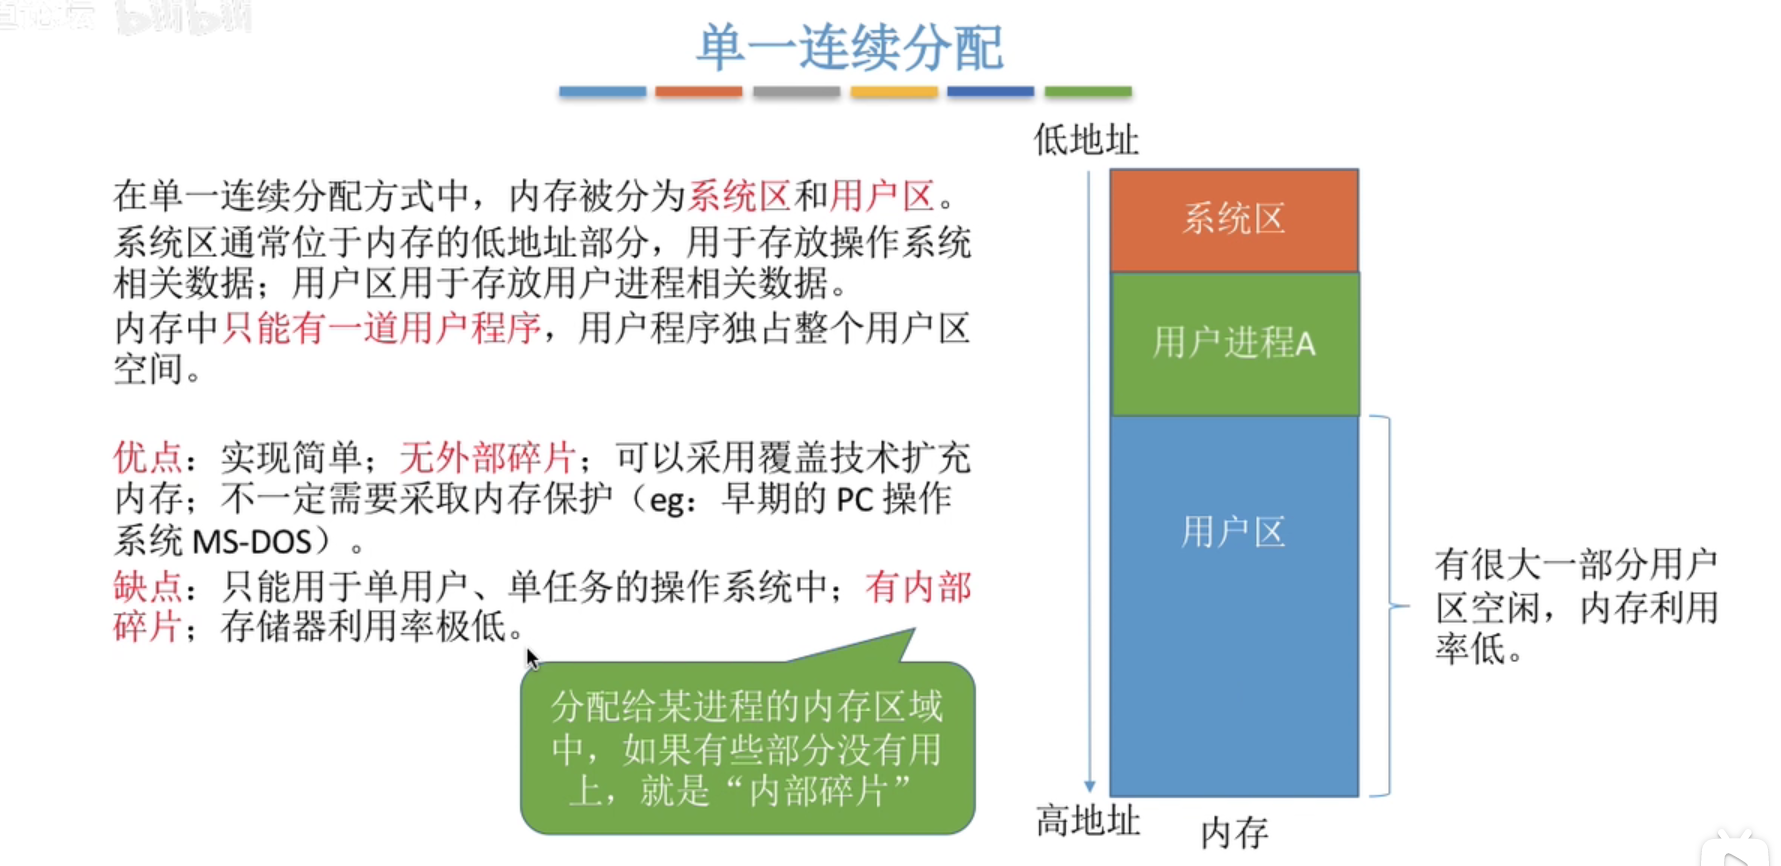 bilibili
单一连续分配
在单一连续分配方式中，内存被分为系统区和用户区。
系统区通常位于内存的低地址部分，用于存放操作系统
相关数据；用户区用于存放用户进程相关数据。
内存中只能有一道用户程序，用户程序独占整个用户区
空间。
优点：实现简单；无外部碎片；可以采用覆盖技术扩充
内存；不一定需要采取内存保护（eg：早期的 PC 操作
系统 MS-DOS）。
缺点：只能用于单用户、单任务的操作系统中；有内部
碎片；存储器利用率极低。
分配给某进程的内存区域
中，如果有些部分没有用
上，就是“内部碎片”
低地址
系统区
用户进程A
用户区
高地址
内存
有很大一部分用户
区空闲，内存利用
率低。